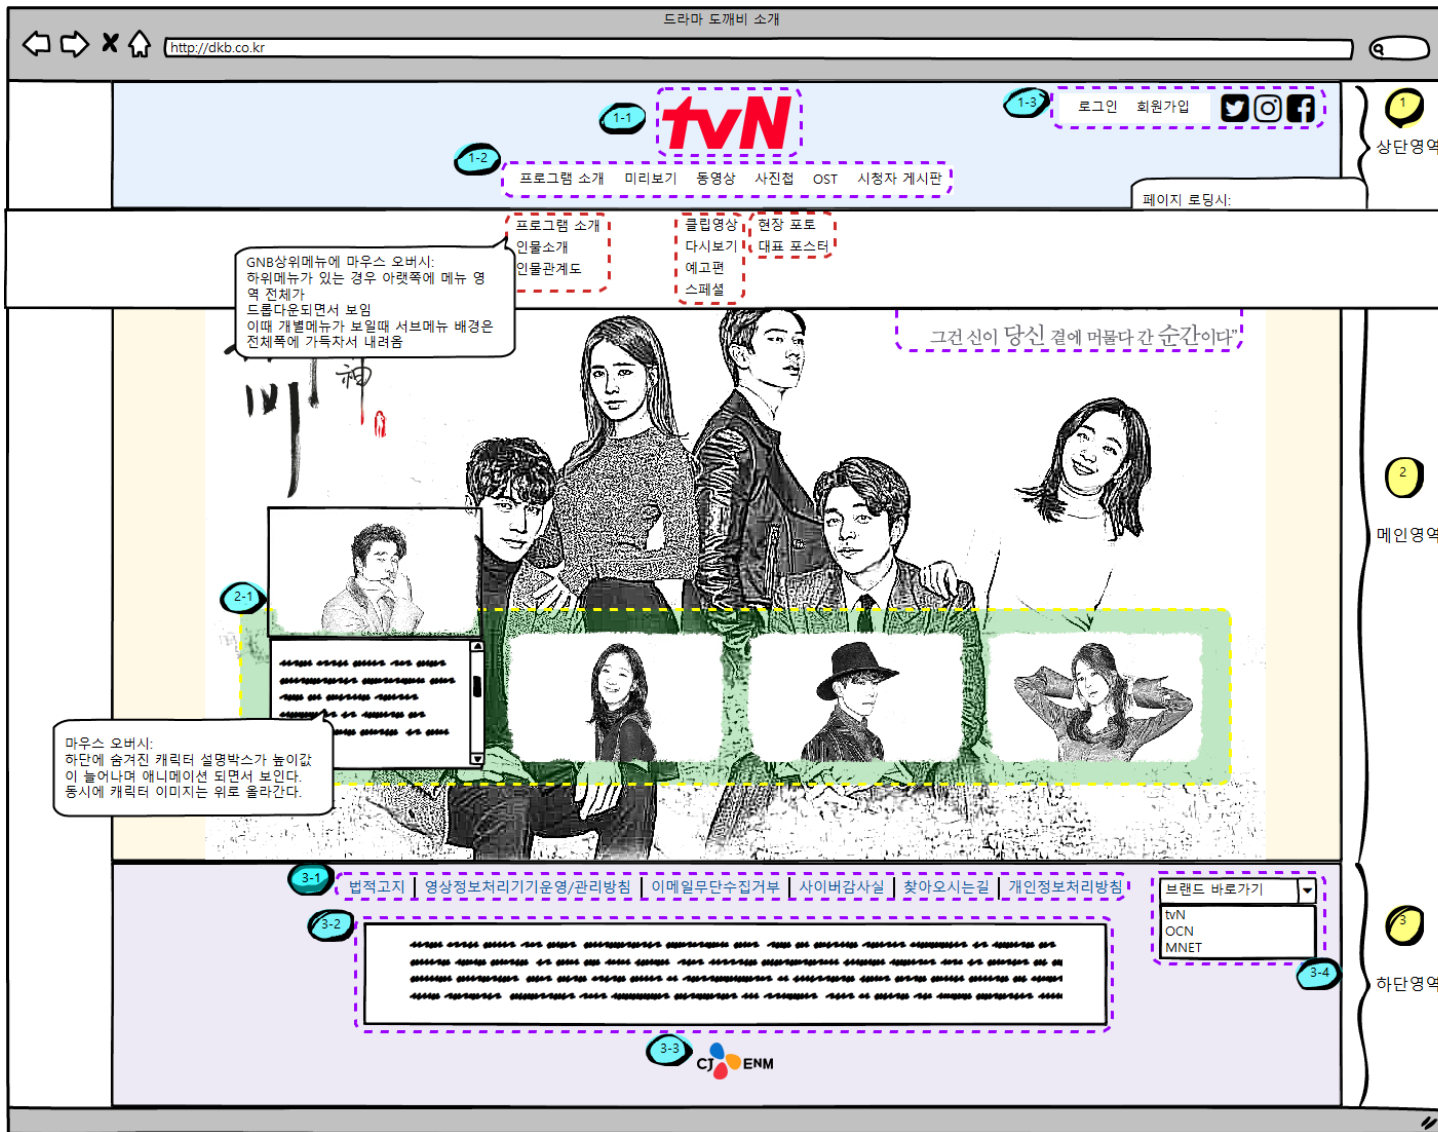 드라마 도깨비 소개
http://dkb.co.kr
1-1
tvN
1-3
로그인 회원가입
1
상단영역
1-2
프로그램 소개 미리보기 동영상 사진첩 OST 시청자 게시판
페이지 로딩시:
프로그램 소개
인물소개
인물관계도
클립영상
다시보기
예고편
스페셜
현장 포토
대표 포스터
GNB상위메뉴에 마우스 오버시:
하위메뉴가 있는 경우 아랫쪽에 메뉴 영
역 전체가
드롭다운되면서 보임
이때 개별메뉴가 보일때 서브메뉴 배경은
전체폭에 가득차서 내려옴
그건 신이 당신 곁에 머물다 간 순간이다”
神
2
메인영역
2-1
마우스 오버시:
하단에 숨겨진 캐릭터 설명박스가 높이값
이 늘어나며 애니메이션 되면서 보인다.
동시에 캐릭터 이미지는 위로 올라간다.
3-1
법적고지 | 영상정보처리기기운영/관리방침 | 이메일무단수집거부 | 사이버감사실 | 찾아오시는길 | 개인정보처리방침
브랜드 바로가기
tvN
OCN
MNET
3-2
3
3-4
하단영역
3-3
CJ ENM